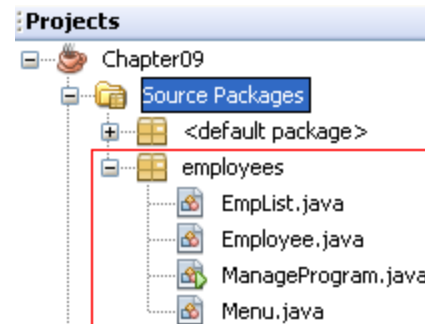 Projects
Chapter09
Source Packages
<default package>
employees
EmpList.java
Employee.java
ManageProgram.java
Menu.java